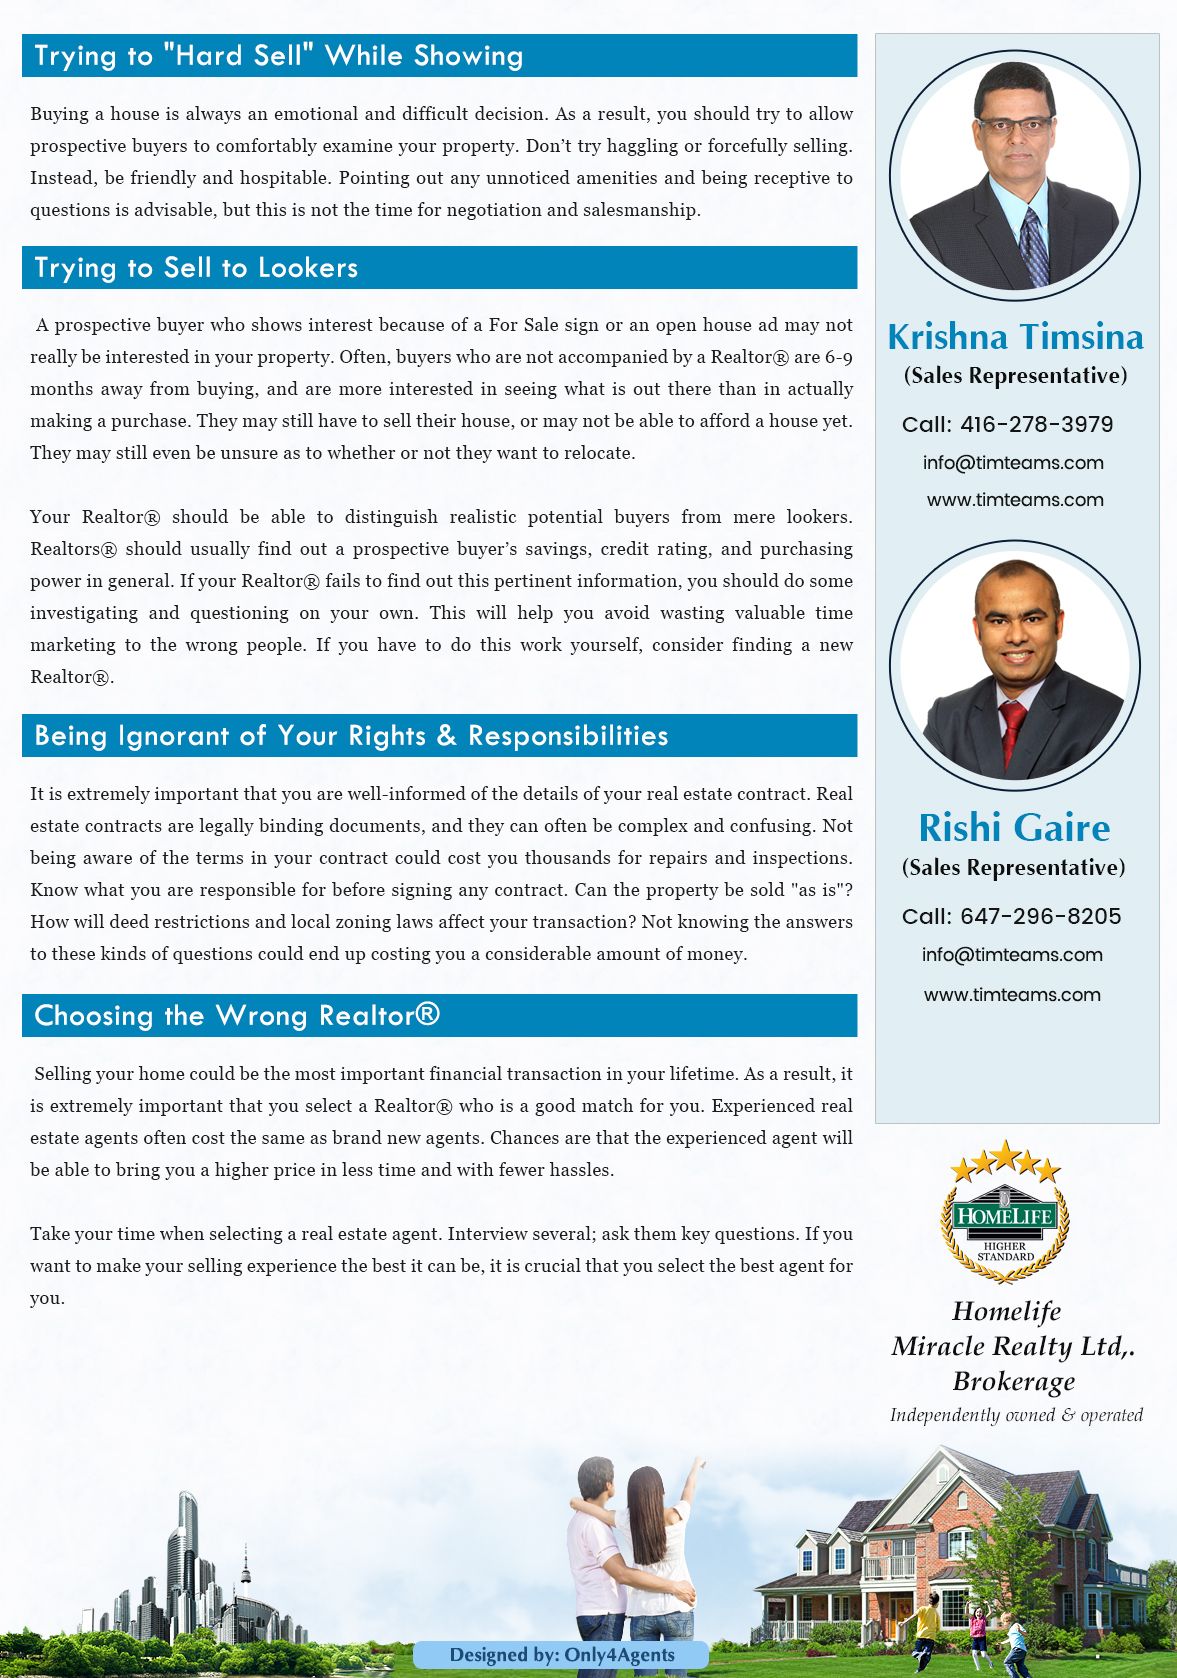 Trying to "Hard Sell" While Showing
Buying a house is always an emotional and difficult decision. As a result, you should try to allow
prospective buyers to comfortably examine your property. Don’t try haggling or forcefully selling.
Instead, be friendly and hospitable. Pointing out any unnoticed amenities and being receptive to
questions is advisable, but this is not the time for negotiation and salesmanship.
Trying to Sell to Lookers
A prospective buyer who shows interest because of a For Sale sign or an open house ad may not
really be interested in your property. Often, buyers who are not accompanied by a Realtor® are 6-9
months away from buying, and are more interested in seeing what is out there than in actually
making a purchase. They may still have to sell their house, or may not be able to afford a house yet.
They may still even be unsure as to whether or not they want to relocate.
Your Realtor® should be able to distinguish realistic potential buyers from mere lookers.
Realtors® should usually find out a prospective buyer’s savings, credit rating, and purchasing
power in general. If your Realtor® fails to find out this pertinent information, you should do some
investigating and questioning on your own. This will help you avoid wasting valuable time
marketing to the wrong people. If you have to do this work yourself, consider finding a new
Realtor®.
Being Ignorant of Your Rights & Responsibilities
It is extremely important that you are well-informed of the details of your real estate contract. Real
estate contracts are legally binding documents, and they can often be complex and confusing. Not
being aware of the terms in your contract could cost you thousands for repairs and inspections.
Know what you are responsible for before signing any contract. Can the property be sold "as is"?
How will deed restrictions and local zoning laws affect your transaction? Not knowing the answers
to these kinds of questions could end up costing you a considerable amount of money.
Choosing the Wrong Realtor®
Selling your home could be the most important financial transaction in your lifetime. As a result, it
is extremely important that you select a Realtor® who is a good match for you. Experienced real
estate agents often cost the same as brand new agents. Chances are that the experienced agent will
be able to bring you a higher price in less time and with fewer hassles.
Take your time when selecting a real estate agent. Interview several; ask them key questions. If you
want to make your selling experience the best it can be, it is crucial that you select the best agent for
you.
Krishna Timsina
(Sales Representative)
Call: 416-278-3979
info@timteams.com
www.timteams.com
Rishi Gaire
(Sales Representative)
Call: 647-296-8205
info@timteams.com
www.timteams.com
HOMELIFE
HIGHER
STANDARD
Homelife
Miracle Realty Ltd,.
Brokerage
Independently owned & operated
Designed by: Only4Agents